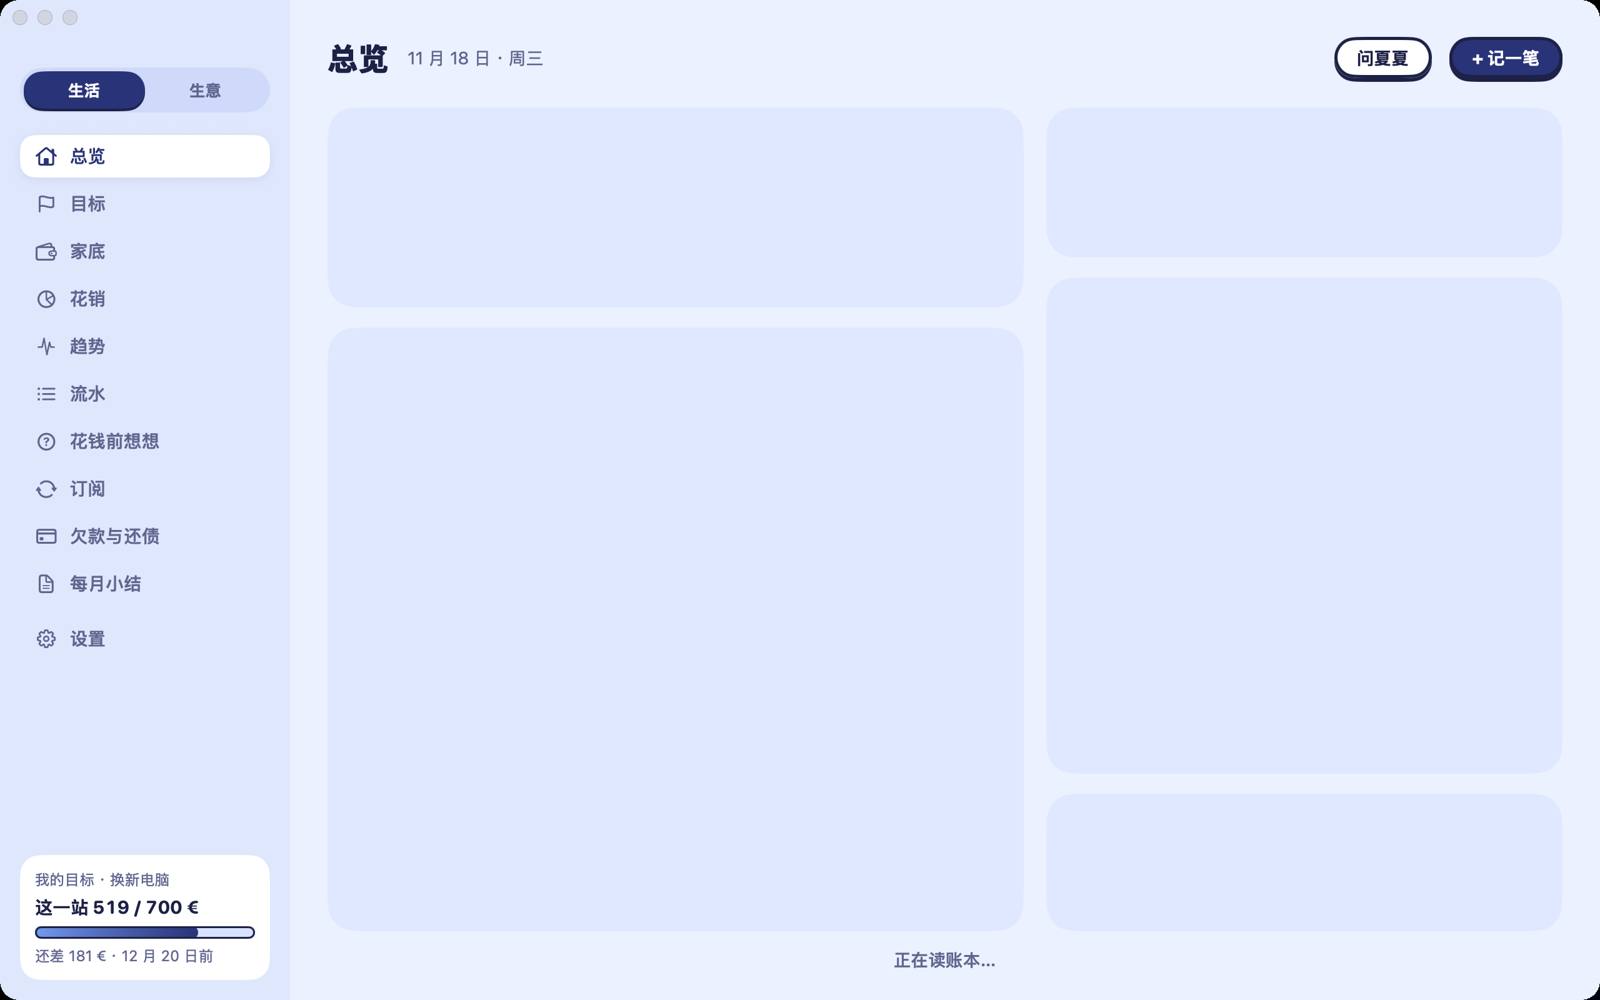 生活
生意
总览
目标
家底
花销
趋势
流水
花钱前想想
订阅
欠款与还债
每月小结
设置
我的目标 · 换新电脑
这一站 519 / 700 €
还差 181 € · 12 月 20 日前
总览
11 月 18 日 · 周三
问夏夏
+ 记一笔
正在读账本...